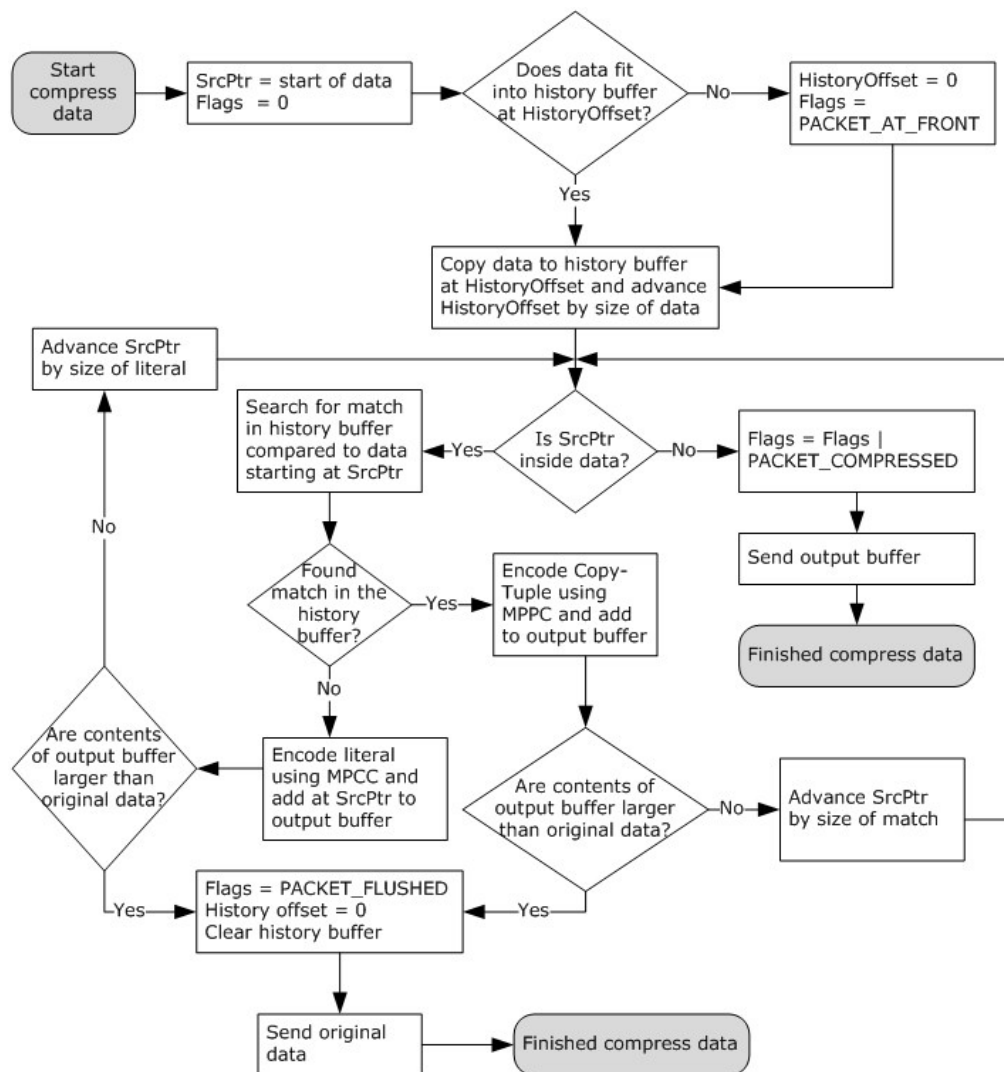 Start
compress
data
SrcPtr = start of data
Flags = 0
Does data fit
into history buffer
at HistoryOffset?
No
HistoryOffset = 0
Flags =
PACKET_AT_FRONT
Yes
Copy data to history buffer
at HistoryOffset and advance
HistoryOffset by size of data
Advance SrcPtr
by size of literal
Search for match
in history buffer
compared to data
starting at SrcPtr
Yes
Is SrcPtr
inside data?
No
Flags = Flags |
PACKET_COMPRESSED
No
Send output buffer
Found
match in the
history
buffer?
Yes
Encode Copy-
Tuple using
MPPC and add
to output buffer
Finished compress data
No
Are contents
of output buffer
larger than
original data?
Encode literal
using MPCC and
add at SrcPtr to
output buffer
Are contents of
output buffer larger
than original data?
No
Advance SrcPtr
by size of match
Yes
Flags = PACKET_FLUSHED
History offset = 0
Clear history buffer
Yes
Send original
data
Finished compress data